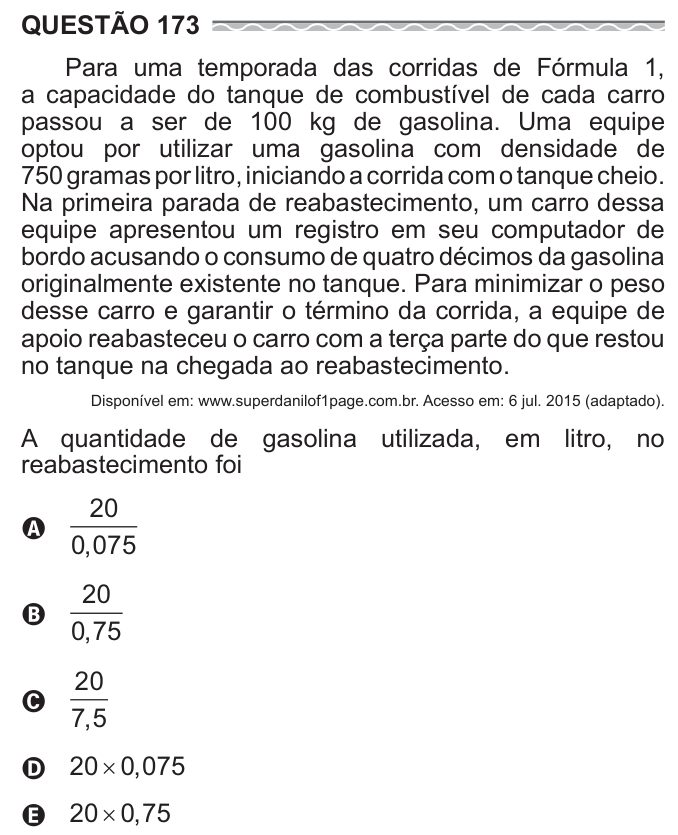 QUESTÃO 173
Para uma temporada das corridas de Fórmula 1,
a capacidade do tanque de combustível de cada carro
passou a ser de 100 kg de gasolina. Uma equipe
optou por utilizar uma gasolina com densidade de
750 gramas por litro, iniciando a corrida com o tanque cheio.
Na primeira parada de reabastecimento, um carro dessa
equipe apresentou um registro em seu computador de
bordo acusando o consumo de quatro décimos da gasolina
originalmente existente no tanque. Para minimizar o peso
desse carro e garantir o término da corrida, a equipe de
apoio reabasteceu o carro com a terça parte do que restou
no tanque na chegada ao reabastecimento.
Disponível em: www.superdanilof1page.com.br. Acesso em: 6 jul. 2015 (adaptado).
A quantidade de gasolina utilizada, em litro, no
reabastecimento foi
A
20
0,075
B
20
0,75
C
20
7,5
D 20 × 0,075
E 20 × 0,75